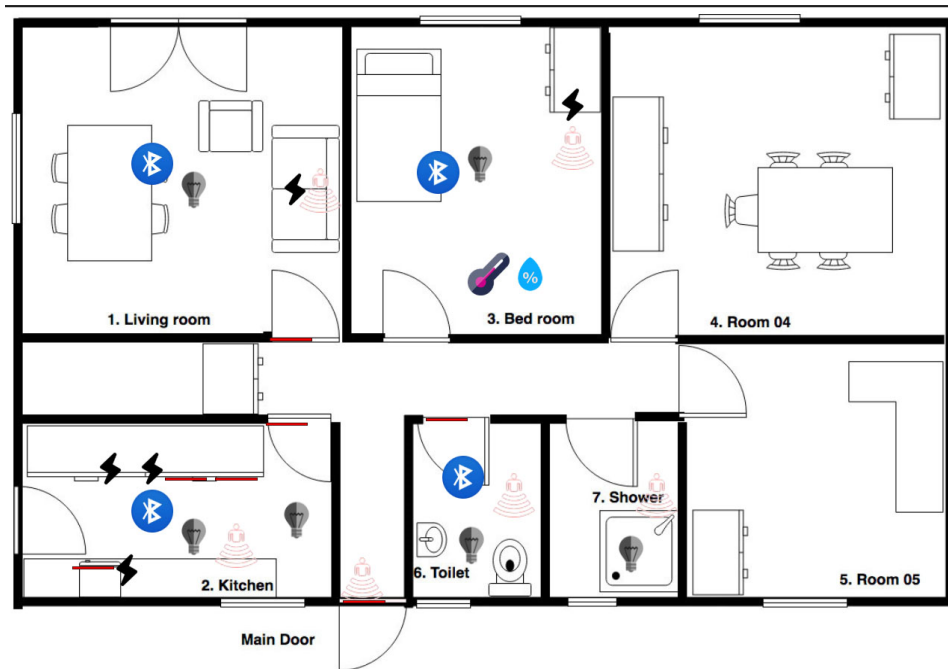 1. Living room
3. Bed room
4. Room 04
%
7. Shower
6. Toilet
2. Kitchen
5. Room 05
Main Door